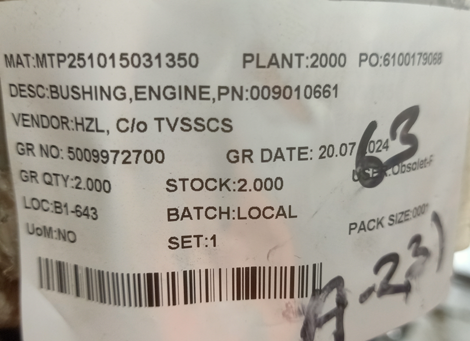 MAT:MTP251015031350 PLANT:2000 PO:6100179068
DESC:BUSHING,ENGINE,PN:009010661
VENDOR:HZL, C/o TVSSCS
GR NO: 5009972700 GR DATE: 20.07.2024
63
GR QTY:2.000 STOCK:2.000
LOC:B1-643 BATCH:LOCAL PACK SIZE:0001
UoM:NO SET:1
A-2,3)